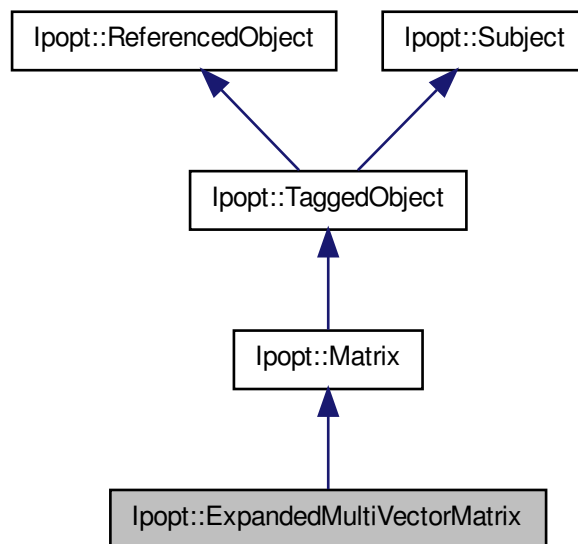 Ipopt::ReferencedObject
Ipopt::Subject
Ipopt::TaggedObject
Ipopt::Matrix
Ipopt::ExpandedMultiVectorMatrix